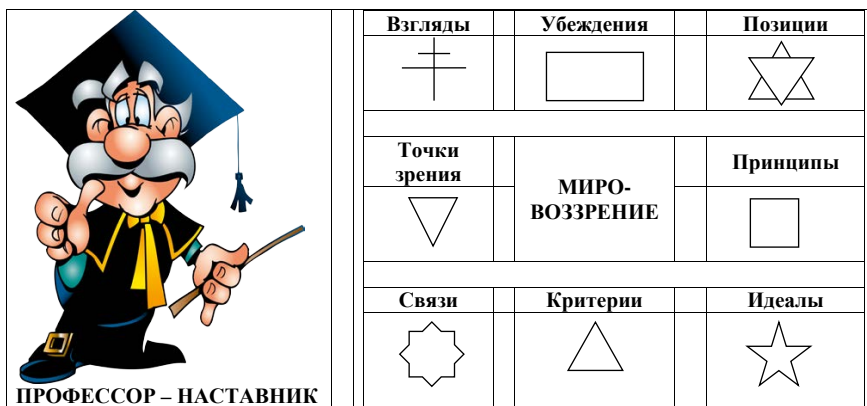 Взгляды
Убеждения
Позиции
Точки
зрения
МИРО-
ВОЗЗРЕНИЕ
Принципы
Связи
Критерии
Идеалы
ПРОФЕССОР – НАСТАВНИК